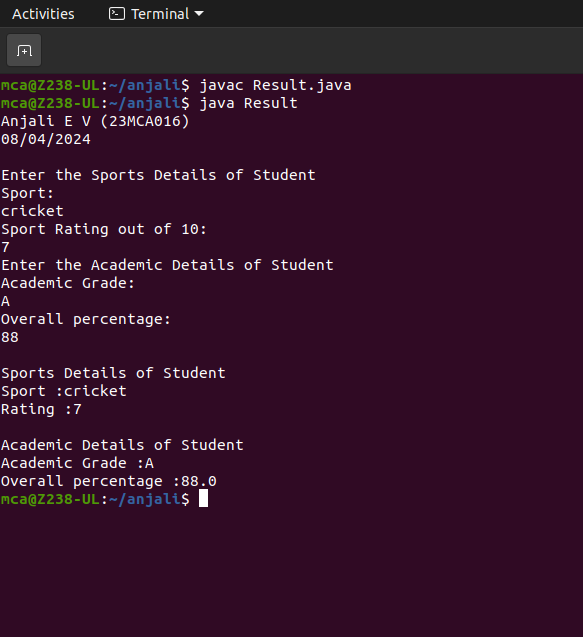 Activities Terminal
mca@Z238-UL:~/anjali$ javac Result.java
mca@Z238-UL:~/anjali$ java Result
Anjali E V (23MCA016)
08/04/2024
Enter the Sports Details of Student
Sport:
cricket
Sport Rating out of 10:
7
Enter the Academic Details of Student
Academic Grade:
A
Overall percentage:
88
Sports Details of Student
Sport :cricket
Rating :7
Academic Details of Student
Academic Grade :A
Overall percentage :88.0
mca@Z238-UL:~/anjali$